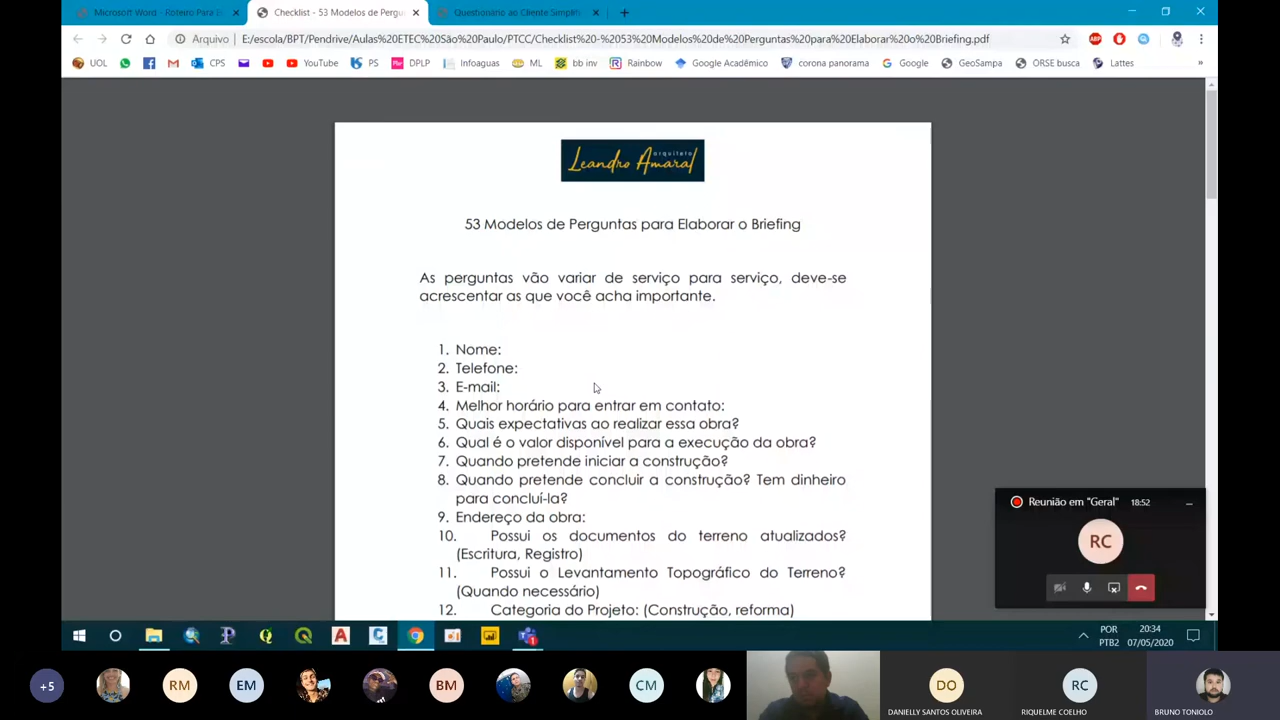 Microsoft Word - Roteiro Para E
Checklist - 53 Modelos de Pergu
Questionário ao Cliente Simplifi
Arquivo
E:/escola/BPT/Pendrive/Aulas%20ETEC%20São%20Paulo/PTCC/Checklist%20-%2053%20Modelos%20de%20Perguntas%20para%20Elaborar%20o%20Briefing.pdf
UOL
CPS
YouTube
PS
DPLP
Infoaguas
ML
bb inv
Rainbow
Google Acadêmico
corona panorama
Google
GeoSampa
ORSE busca
Lattes
»
arquiteto
Leandro Amaral
53 Modelos de Perguntas para Elaborar o Briefing
As perguntas vão variar de serviço para serviço, deve-se
acrescentar as que você acha importante.
1. Nome:
2. Telefone:
3. E-mail:
4. Melhor horário para entrar em contato:
5. Quais expectativas ao realizar essa obra?
6. Qual é o valor disponível para a execução da obra?
7. Quando pretende iniciar a construção?
8. Quando pretende concluir a construção? Tem dinheiro
para concluí-la?
9. Endereço da obra:
10. Possui os documentos do terreno atualizados?
(Escritura, Registro)
11. Possui o Levantamento Topográfico do Terreno?
(Quando necessário)
12. Categoria do Projeto: (Construção, reforma)
Reunião em "Geral"
18:52
RC
POR
PTB2
20:34
07/05/2020
+5
RM
EM
BM
CM
DO
DANIELLY SANTOS OLIVEIRA
RC
RIQUELME COELHO
BRUNO TONIOLO